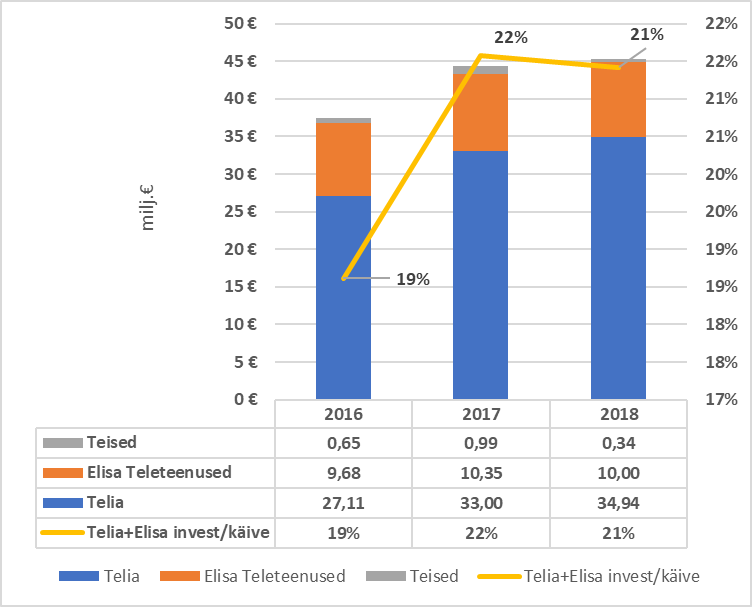 50 € 22%
45 € 22%
40 € 21%
35 € 21%
30 € 20%
25 € 20%
20 € 19%
15 € 19%
10 € 18%
5 € 18%
0 € 17%
milj.€
22%
21%
19%
2016 2017 2018
Teised 0,65 0,99 0,34
Elisa Teleteenused 9,68 10,35 10,00
Telia 27,11 33,00 34,94
Telia+Elisa invest/käive 19% 22% 21%
Telia Elisa Teleteenused Teised Telia+Elisa invest/käive